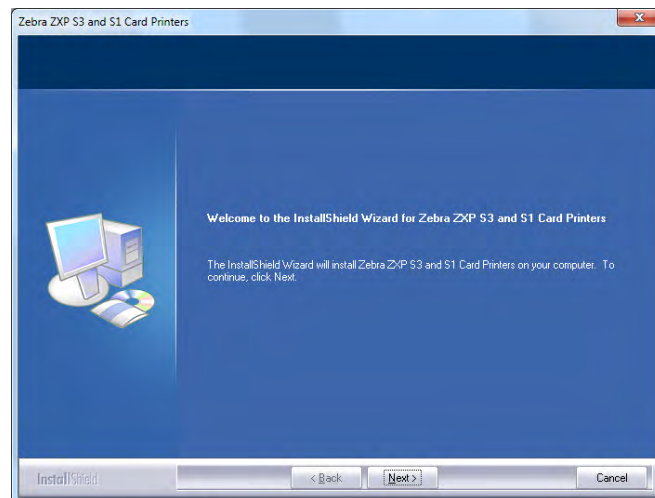 Zebra ZXP S3 and S1 Card Printers
Welcome to the InstallShield Wizard for Zebra ZXP S3 and S1 Card Printers
The InstallShield Wizard will install Zebra ZXP S3 and S1 Card Printers on your computer. To
continue, click Next.
InstallShield
< Back Next > Cancel